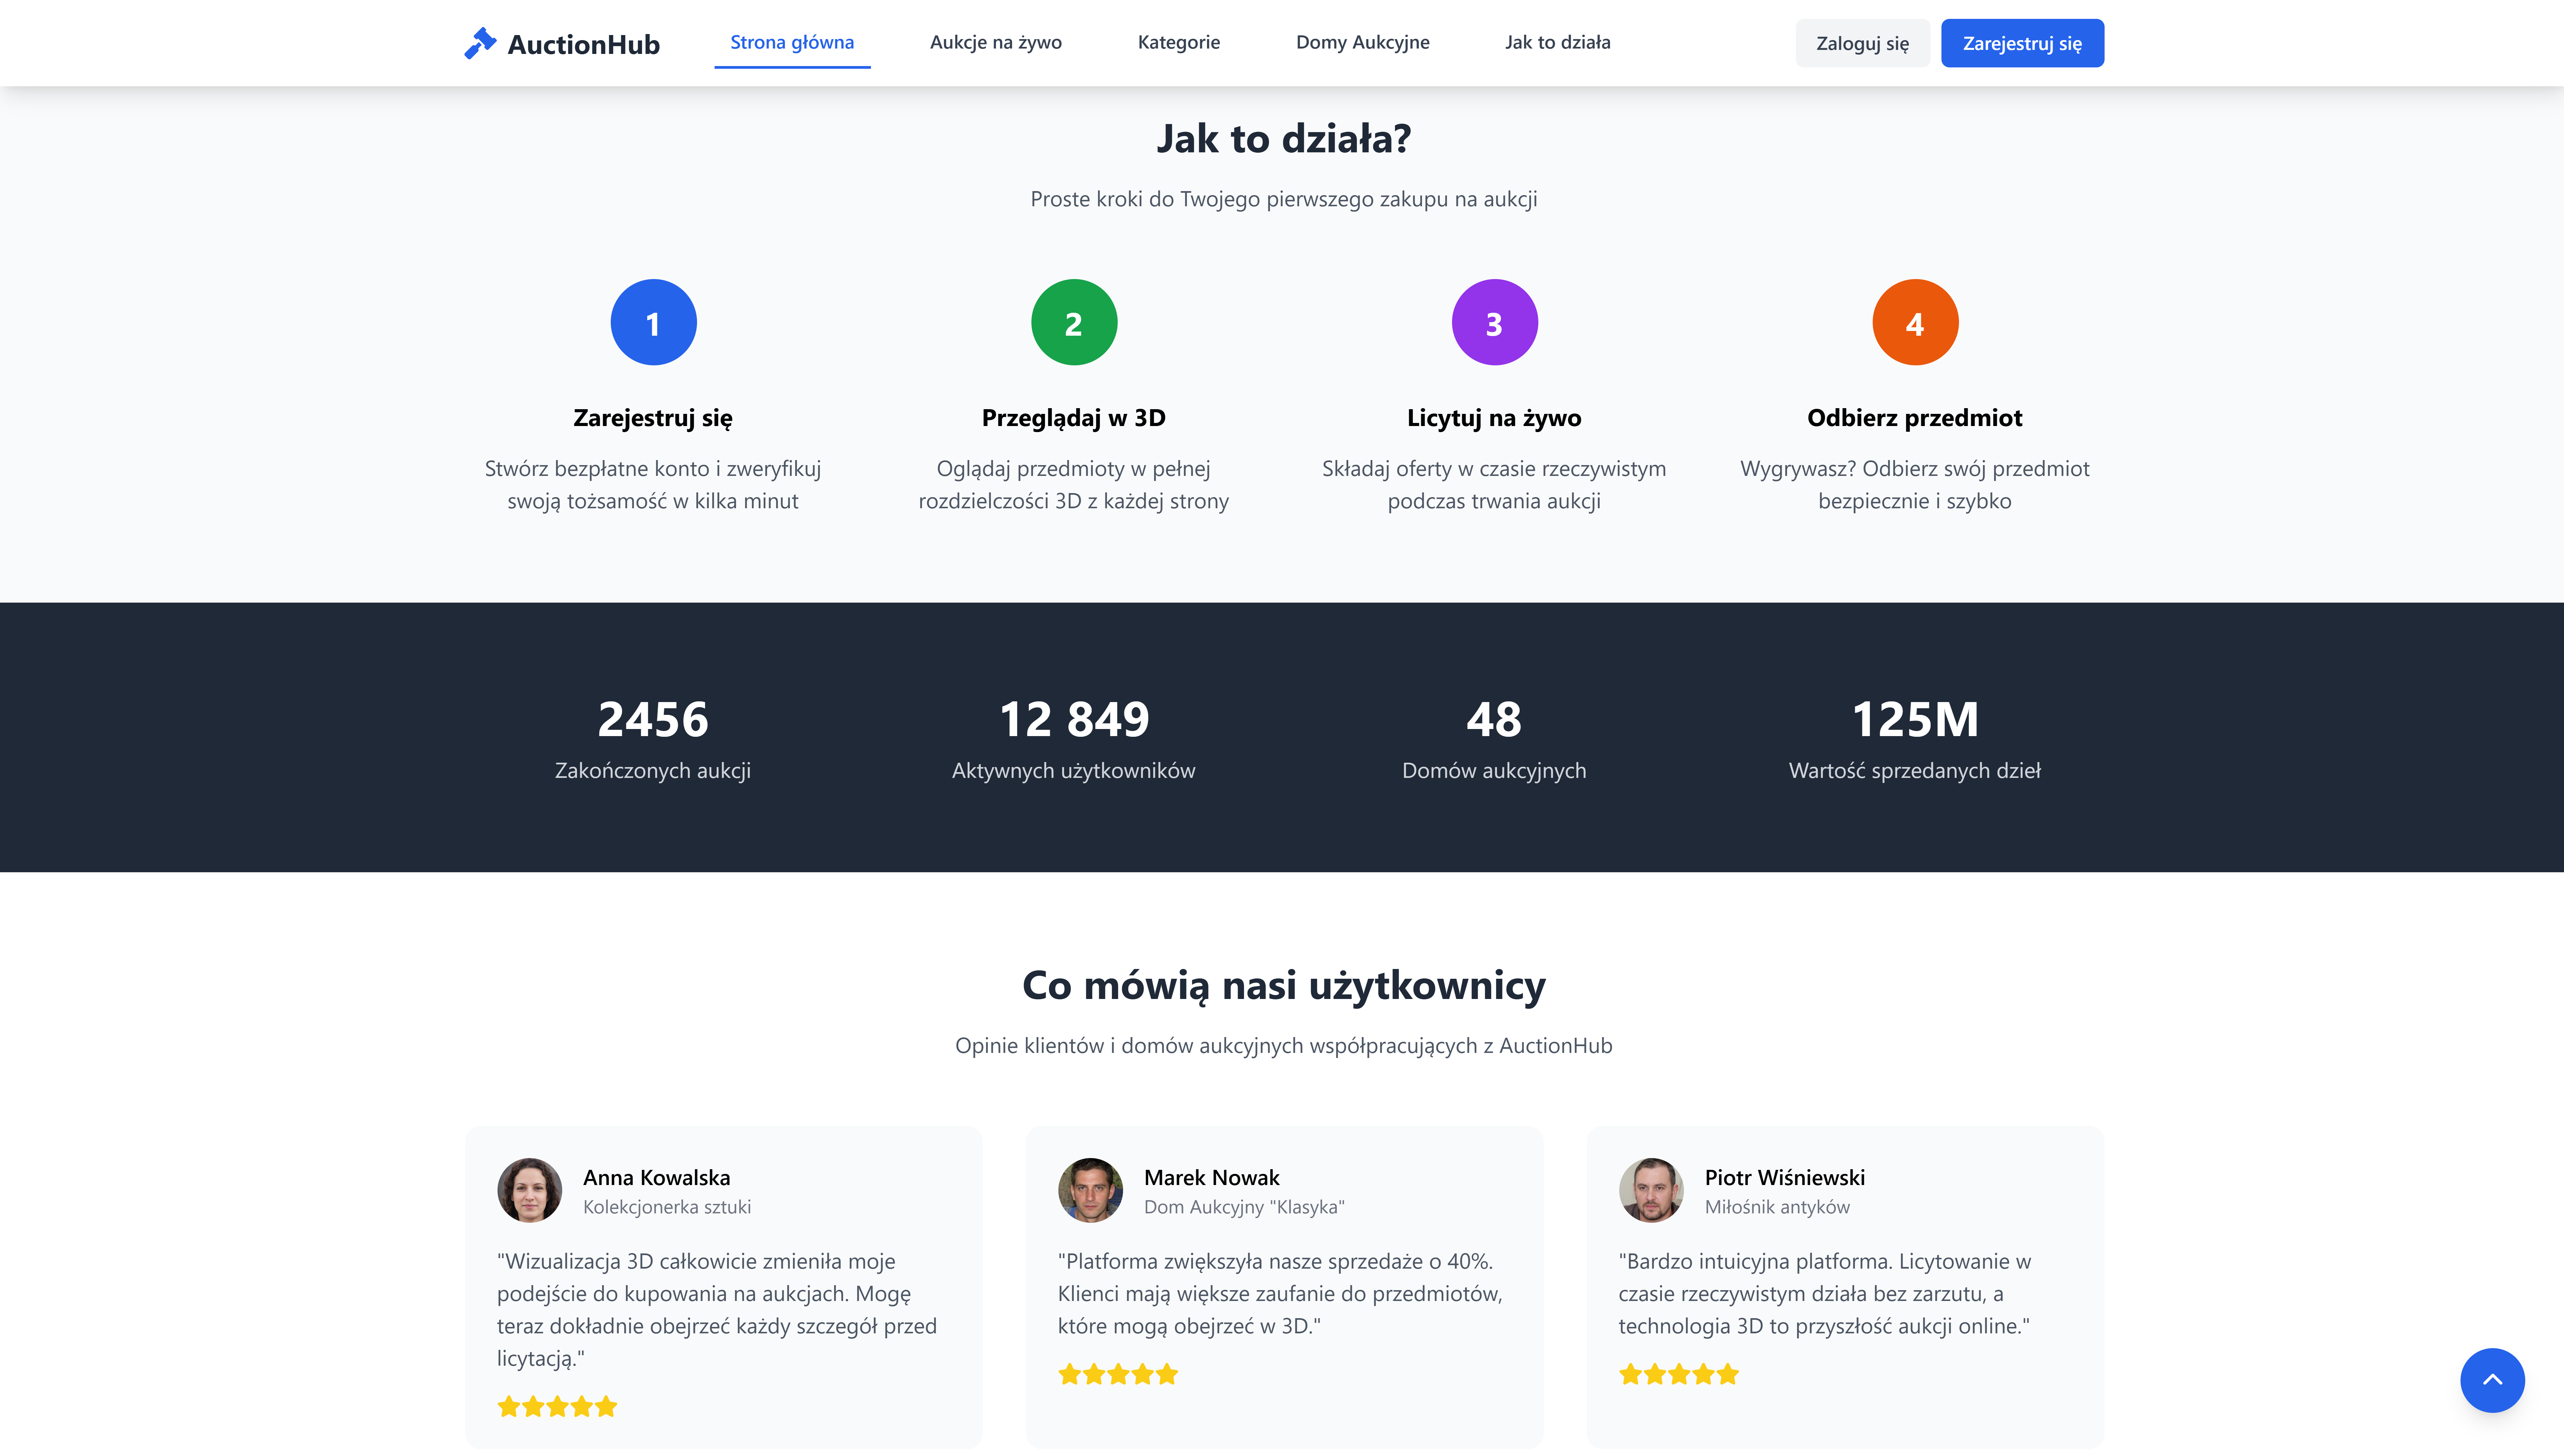 AuctionHub
Strona główna
Aukcje na żywo
Kategorie
Domy Aukcyjne
Jak to działa
Zaloguj się
Zarejestruj się
Jak to działa?
Proste kroki do Twojego pierwszego zakupu na aukcji
1
Zarejestruj się
Stwórz bezpłatne konto i zweryfikuj
swoją tożsamość w kilka minut
2
Przeglądaj w 3D
Oglądaj przedmioty w pełnej
rozdzielczości 3D z każdej strony
3
Licytuj na żywo
Składaj oferty w czasie rzeczywistym
podczas trwania aukcji
4
Odbierz przedmiot
Wygrywasz? Odbierz swój przedmiot
bezpiecznie i szybko
2456
Zakończonych aukcji
12 849
Aktywnych użytkowników
48
Domów aukcyjnych
125M
Wartość sprzedanych dzieł
Co mówią nasi użytkownicy
Opinie klientów i domów aukcyjnych współpracujących z AuctionHub
Anna Kowalska
Kolekcjonerka sztuki
"Wizualizacja 3D całkowicie zmieniła moje
podejście do kupowania na aukcjach. Mogę
teraz dokładnie obejrzeć każdy szczegół przed
licytacją."
Marek Nowak
Dom Aukcyjny "Klasyka"
"Platforma zwiększyła nasze sprzedaże o 40%.
Klienci mają większe zaufanie do przedmiotów,
które mogą obejrzeć w 3D."
Piotr Wiśniewski
Miłośnik antyków
"Bardzo intuicyjna platforma. Licytowanie w
czasie rzeczywistym działa bez zarzutu, a
technologia 3D to przyszłość aukcji online."